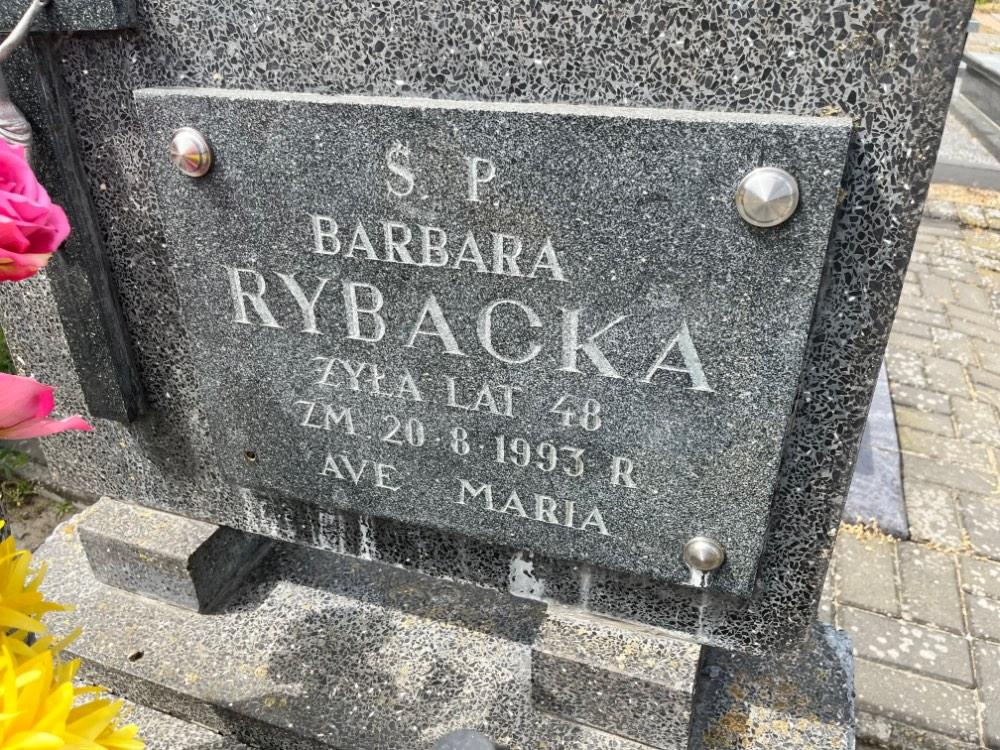 Ś P
BARBARA
RYBACKA
ŻYŁA LAT 48
ZM. 20·8·1993 R.
AVE MARIA